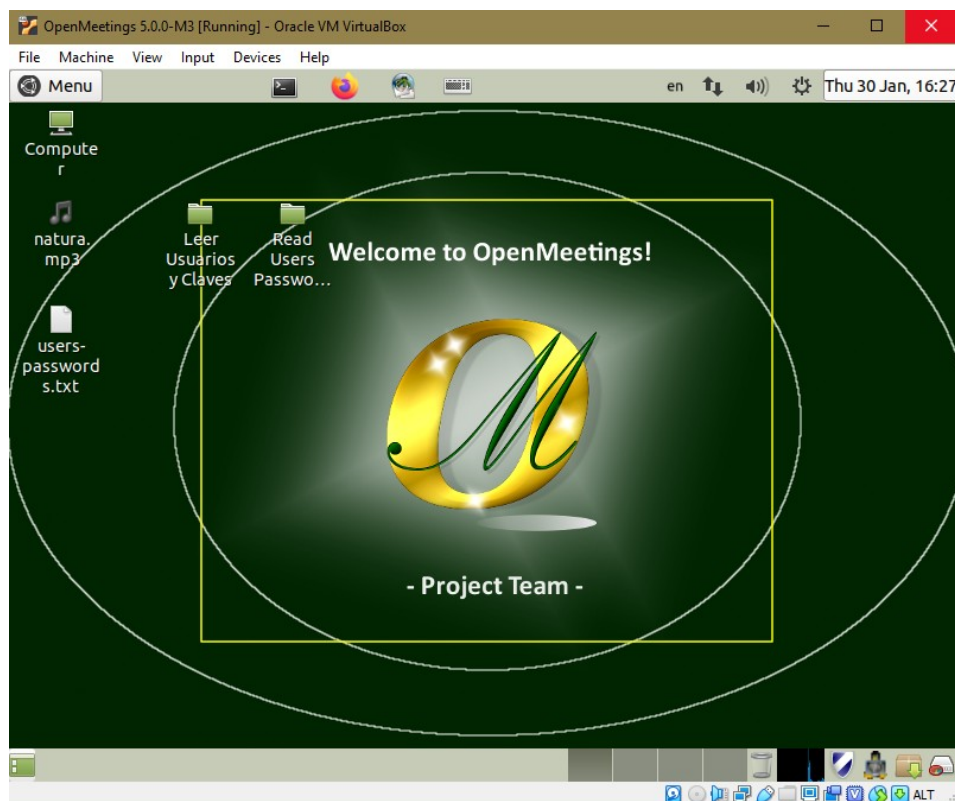 OpenMeetings 5.0.0-M3 [Running] - Oracle VM VirtualBox
File Machine View Input Devices Help
Menu en Thu 30 Jan, 16:27
Compute
r
natura.
mp3
Leer
Usuarios
y Claves
Read
Users
Passwo...
Welcome to OpenMeetings!
users-
password
s.txt
- Project Team -
ALT